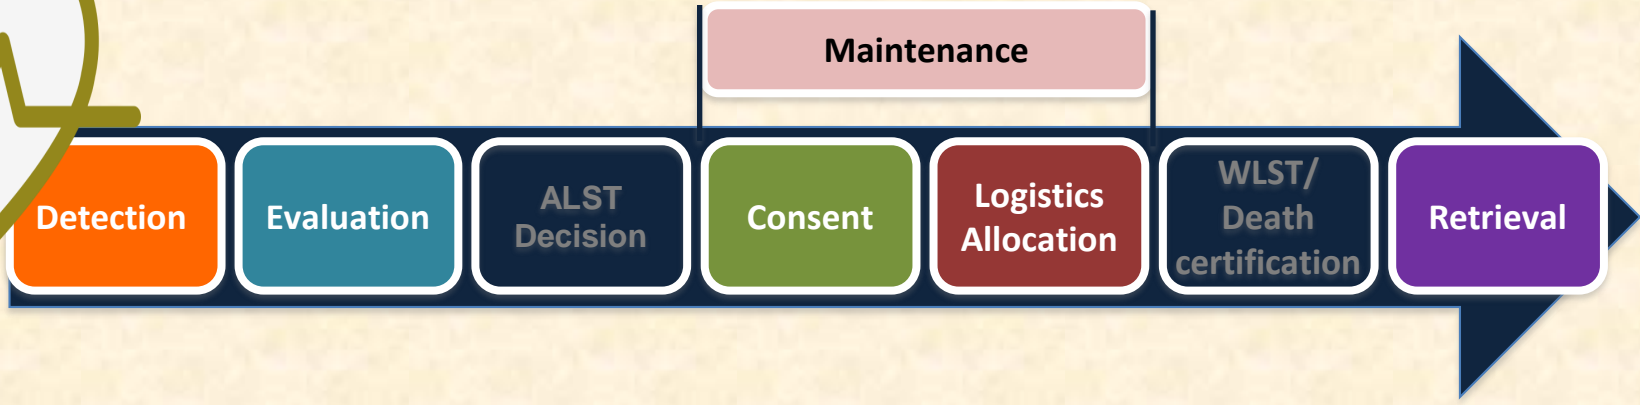 Maintenance
Detection
Evaluation
ALST
Decision
Consent
Logistics
Allocation
WLST/
Death
certification
Retrieval